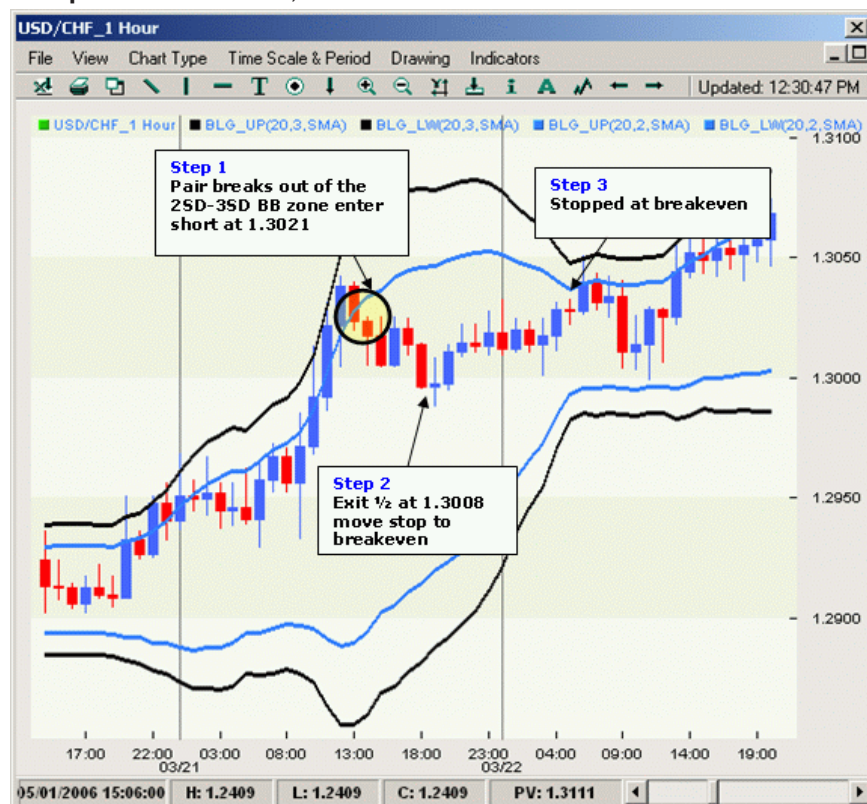 USD/CHF_1 Hour
File View Chart Type Time Scale & Period Drawing Indicators
T i A Updated: 12:30:47 PM
USD/CHF_1 Hour BLG_UP(20,3,SMA) BLG_LW(20,3,SMA) BLG_UP(20,2,SMA) BLG_LW(20,2,SMA)
1.3100
Step 1
Pair breaks out of the
2SD-3SD BB zone enter
short at 1.3021
Step 3
Stopped at breakeven
1.3050
1.3000
Step 2
Exit ½ at 1.3008
move stop to
breakeven
1.2950
1.2900
17:00 22:00 03:00 08:00 13:00 18:00 23:00 04:00 09:00 14:00 19:00
03/21 03/22
05/01/2006 15:06:00 H: 1.2409 L: 1.2409 C: 1.2409 PV: 1.3111